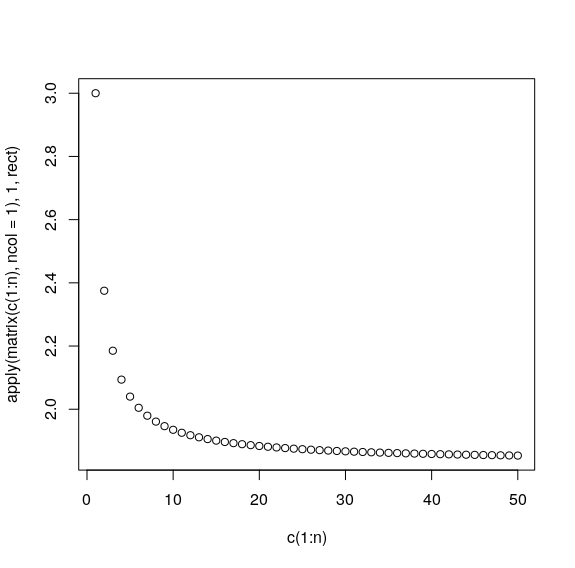 apply(matrix(c(1:n), ncol = 1), 1, rect)
3.0
2.8
2.6
2.4
2.2
2.0
0 10 20 30 40 50
c(1:n)